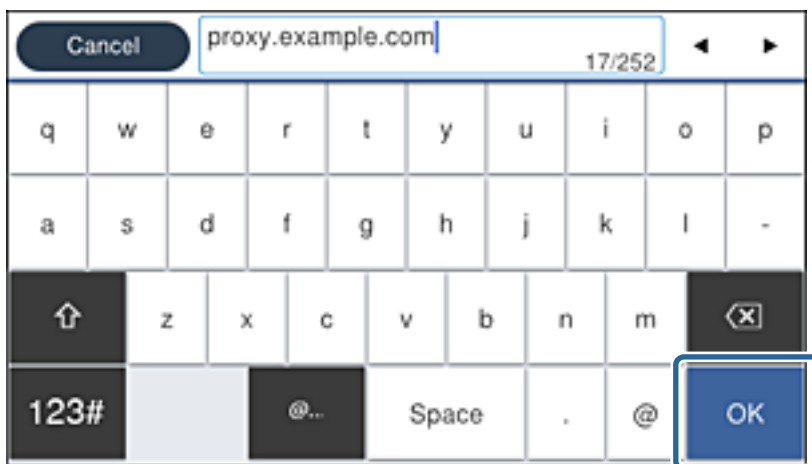 Cancel proxy.example.com 17/252 ◄ ►
q w e r t y u i o p
a s d f g h j k l -
z x c v b n m
123# @... Space . @ OK